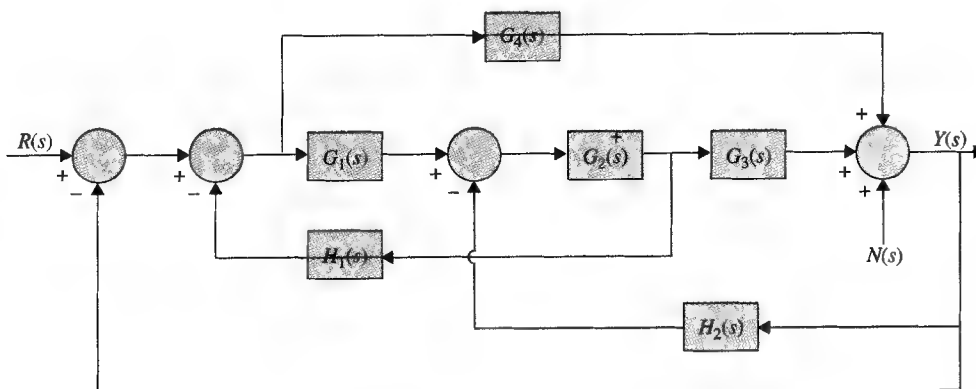 G₄(s)
+
R(s)
+
−
−
G₁(s)
+
−
G₂(s)
+
G₃(s)
+
+
Y(s)
H₁(s)
N(s)
H₂(s)